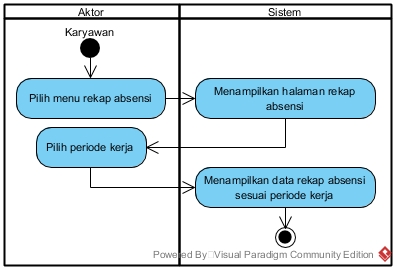 Aktor
Sistem
Karyawan
Pilih menu rekap absensi
Menampilkan halaman rekap
absensi
Pilih periode kerja
Menampilkan data rekap absensi
sesuai periode kerja
Powered By Visual Paradigm Community Edition